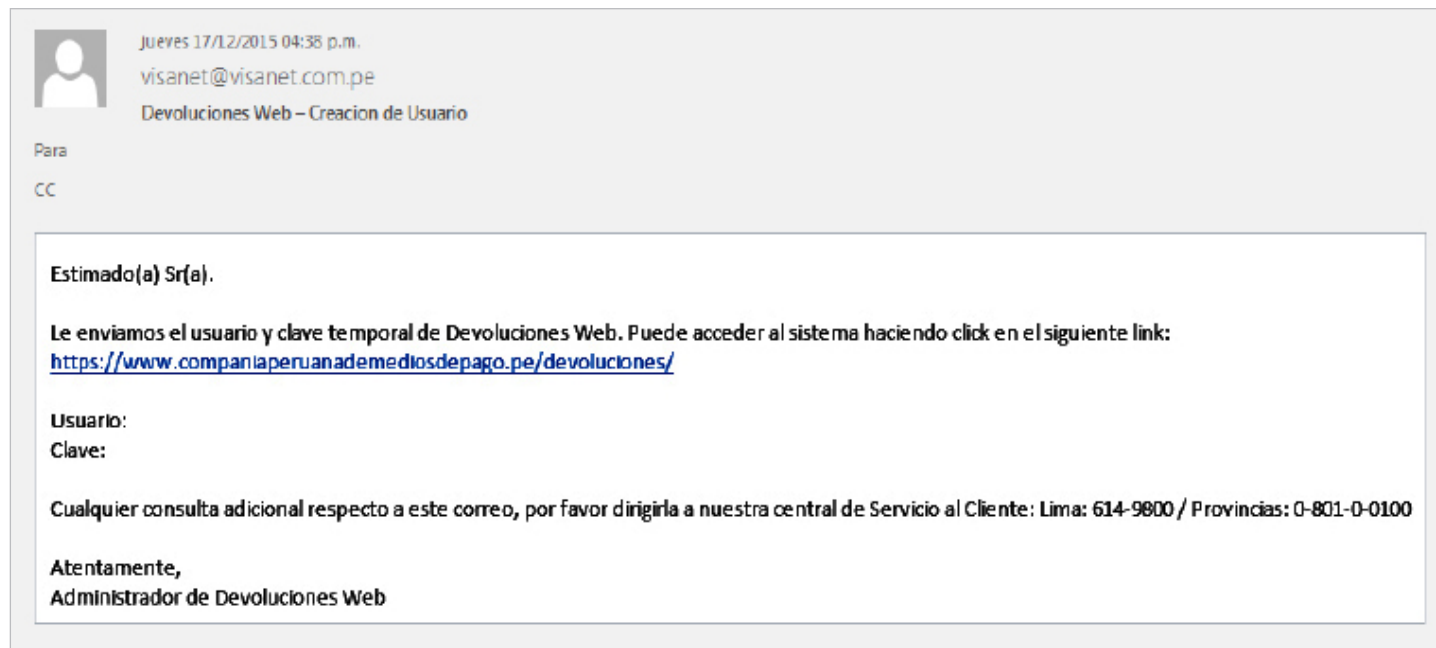 Jueves 17/12/2015 04:38 p.m.
visanet@visanet.com.pe
Devoluciones Web – Creacion de Usuario
Para
CC
Estimado(a) Sr(a).
Le enviamos el usuario y clave temporal de Devoluciones Web. Puede acceder al sistema haciendo click en el siguiente link:
https://www.companiaperuanademediosdepago.pe/devoluciones/
Usuario:
Clave:
Cualquier consulta adicional respecto a este correo, por favor dirigirla a nuestra central de Servicio al Cliente: Lima: 614-9800 / Provincias: 0-801-0-0100
Atentamente,
Administrador de Devoluciones Web